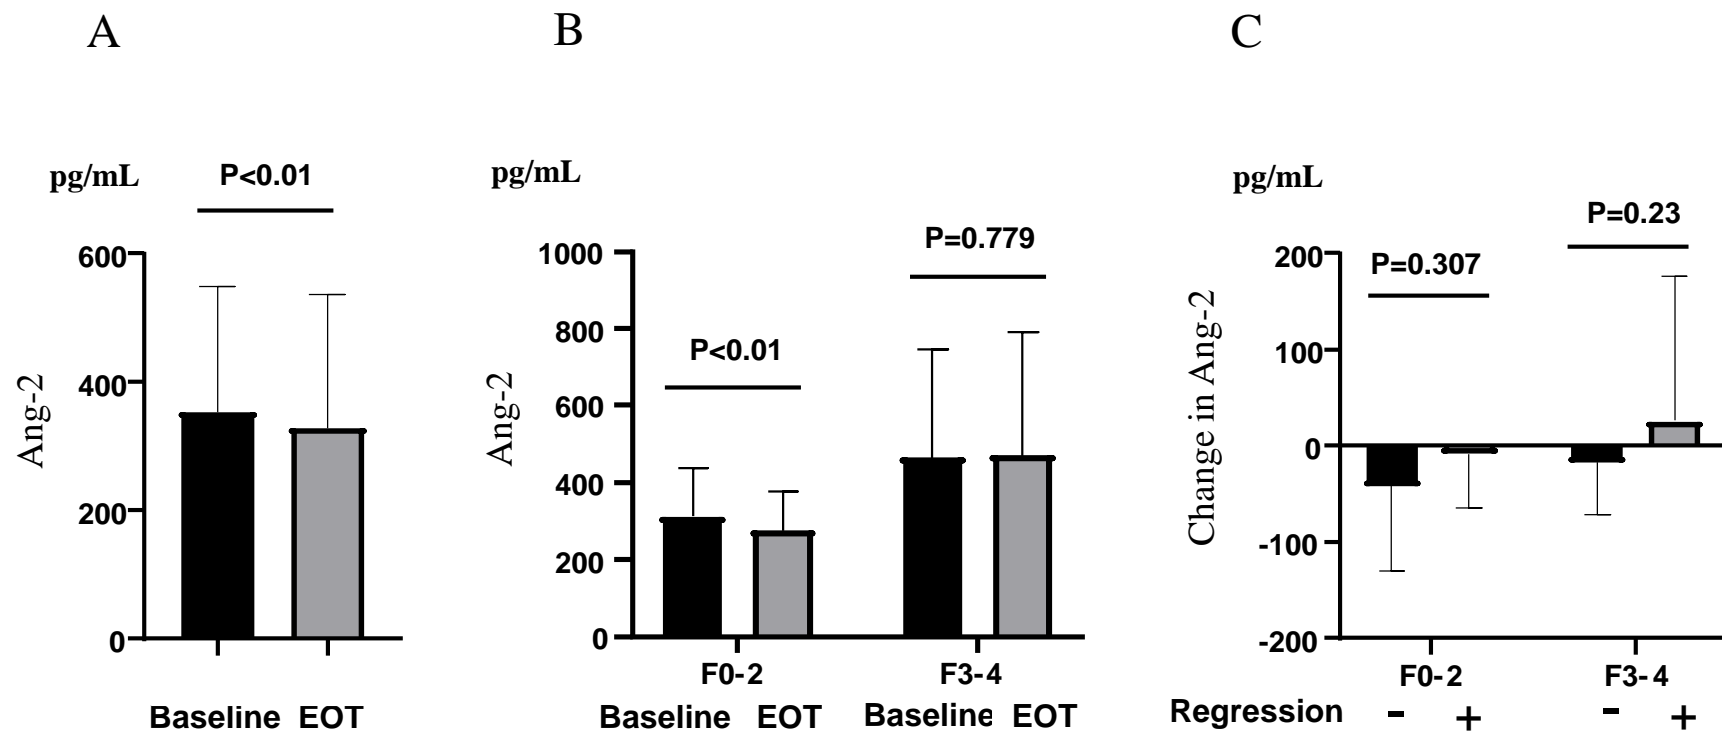 A
pg/mL
P<0.01
600
400
200
0
Ang-2
Baseline EOT
B
pg/mL
P<0.01
P=0.779
1000
800
600
400
200
0
Ang-2
F0-2
F3-4
Baseline EOT
Baseline EOT
C
pg/mL
P=0.307
P=0.23
200
100
0
-100
-200
Change in Ang-2
F0-2
F3-4
Regression - + - +